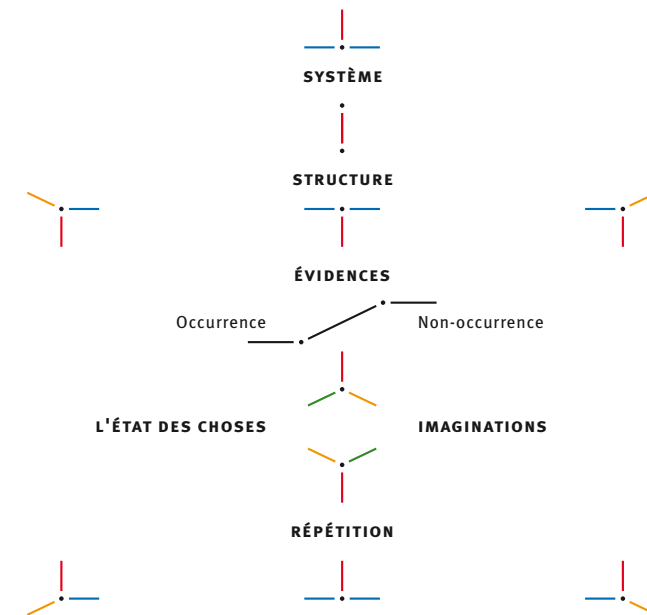 SYSTÈME
STRUCTURE
ÉVIDENCES
Occurrence
Non-occurrence
L'ÉTAT DES CHOSES
IMAGINATIONS
RÉPÉTITION